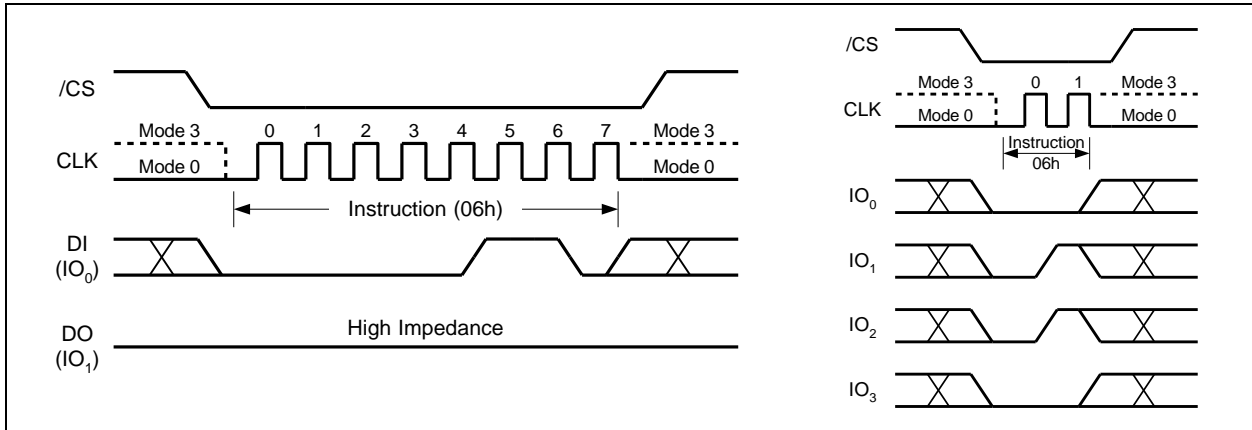 /CS
CLK
Mode 3
Mode 0
0 1 2 3 4 5 6 7
Mode 3
Mode 0
Instruction (06h)
DI
(IO0)
DO
(IO1)
High Impedance
/CS
CLK
Mode 3
Mode 0
0 1
Mode 3
Mode 0
Instruction
06h
IO0
IO1
IO2
IO3